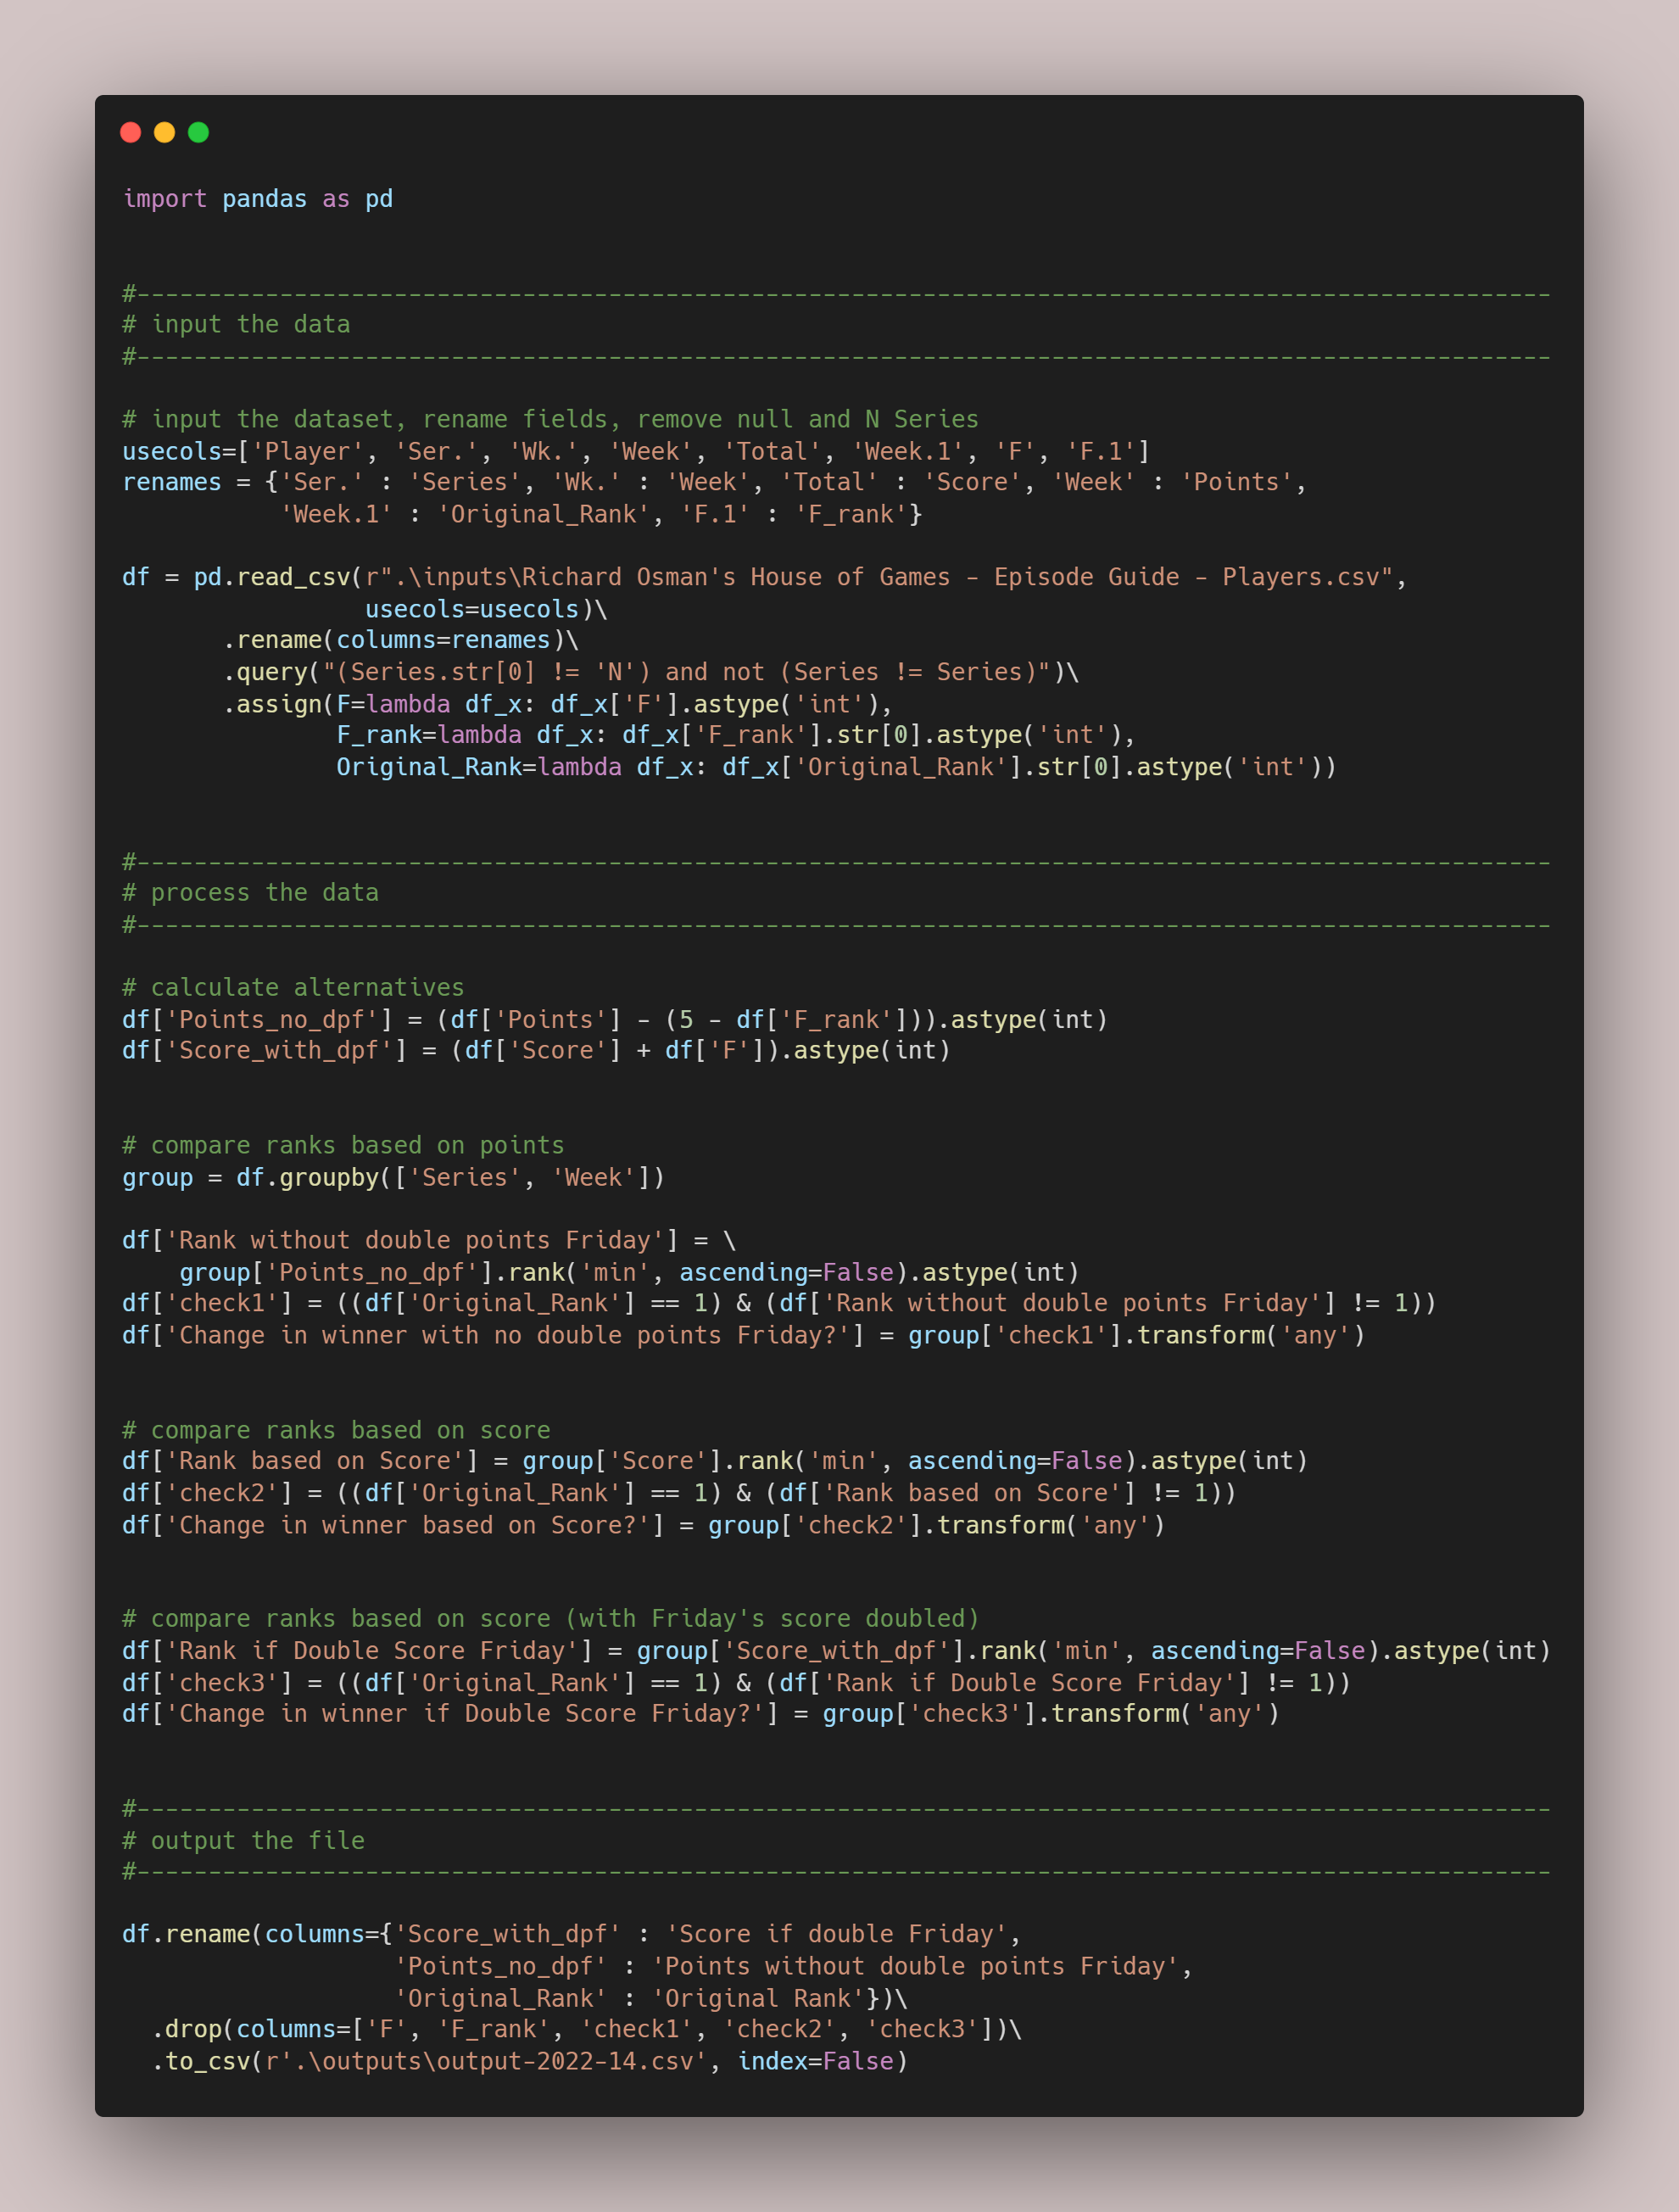 import pandas as pd
#---------------------------------------------------------------------------------------------------
# input the data
#---------------------------------------------------------------------------------------------------
# input the dataset, rename fields, remove null and N Series
usecols=['Player', 'Ser.', 'Wk.', 'Week', 'Total', 'Week.1', 'F', 'F.1']
renames = {'Ser.' : 'Series', 'Wk.' : 'Week', 'Total' : 'Score', 'Week' : 'Points',
           'Week.1' : 'Original_Rank', 'F.1' : 'F_rank'}
df = pd.read_csv(r".\inputs\Richard Osman's House of Games - Episode Guide - Players.csv",
                 usecols=usecols)\
       .rename(columns=renames)\
       .query("(Series.str[0] != 'N') and not (Series != Series)")\
       .assign(F=lambda df_x: df_x['F'].astype('int'),
               F_rank=lambda df_x: df_x['F_rank'].str[0].astype('int'),
               Original_Rank=lambda df_x: df_x['Original_Rank'].str[0].astype('int'))
#---------------------------------------------------------------------------------------------------
# process the data
#---------------------------------------------------------------------------------------------------
# calculate alternatives
df['Points_no_dpf'] = (df['Points'] - (5 - df['F_rank'])).astype(int)
df['Score_with_dpf'] = (df['Score'] + df['F']).astype(int)
# compare ranks based on points
group = df.groupby(['Series', 'Week'])
df['Rank without double points Friday'] = \
    group['Points_no_dpf'].rank('min', ascending=False).astype(int)
df['check1'] = ((df['Original_Rank'] == 1) & (df['Rank without double points Friday'] != 1))
df['Change in winner with no double points Friday?'] = group['check1'].transform('any')
# compare ranks based on score
df['Rank based on Score'] = group['Score'].rank('min', ascending=False).astype(int)
df['check2'] = ((df['Original_Rank'] == 1) & (df['Rank based on Score'] != 1))
df['Change in winner based on Score?'] = group['check2'].transform('any')
# compare ranks based on score (with Friday's score doubled)
df['Rank if Double Score Friday'] = group['Score_with_dpf'].rank('min', ascending=False).astype(int)
df['check3'] = ((df['Original_Rank'] == 1) & (df['Rank if Double Score Friday'] != 1))
df['Change in winner if Double Score Friday?'] = group['check3'].transform('any')
#---------------------------------------------------------------------------------------------------
# output the file
#---------------------------------------------------------------------------------------------------
df.rename(columns={'Score_with_dpf' : 'Score if double Friday',
                   'Points_no_dpf' : 'Points without double points Friday',
                   'Original_Rank' : 'Original Rank'})\
  .drop(columns=['F', 'F_rank', 'check1', 'check2', 'check3'])\
  .to_csv(r'.\outputs\output-2022-14.csv', index=False)